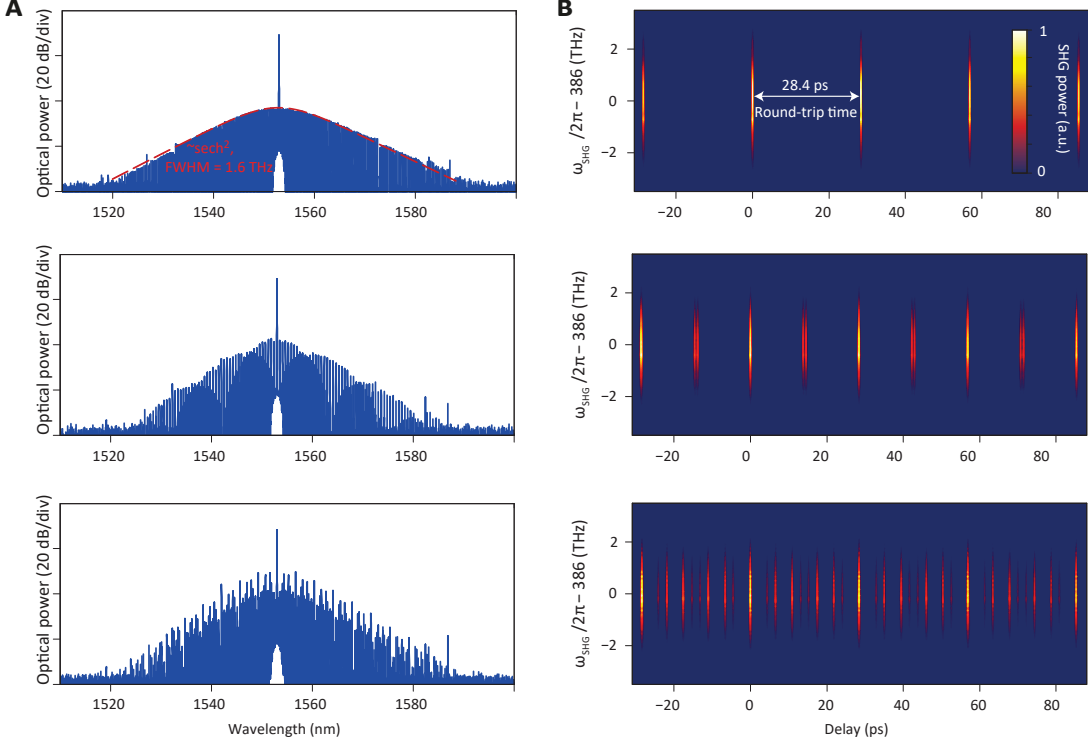 A
Optical power (20 dB/div)
~sech²,
FWHM = 1.6 THz
1520
1540
1560
1580
B
ω_SHG /2π − 386 (THz)
2
0
−2
28.4 ps
Round-trip time
1
0
SHG power (a.u.)
−20
0
20
40
60
80
Optical power (20 dB/div)
1520
1540
1560
1580
ω_SHG /2π − 386 (THz)
2
0
−2
−20
0
20
40
60
80
Optical power (20 dB/div)
1520
1540
1560
1580
Wavelength (nm)
ω_SHG /2π − 386 (THz)
2
0
−2
−20
0
20
40
60
80
Delay (ps)